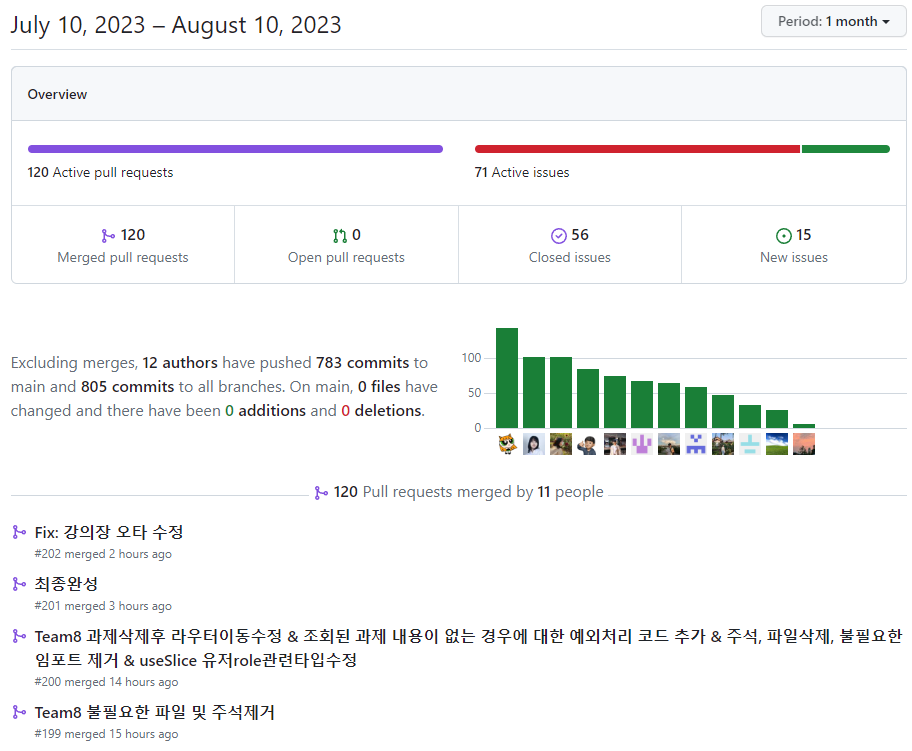 July 10, 2023 – August 10, 2023
Period: 1 month
Overview
120 Active pull requests
71 Active issues
120
Merged pull requests
0
Open pull requests
56
Closed issues
15
New issues
Excluding merges, 12 authors have pushed 783 commits to
main and 805 commits to all branches. On main, 0 files have
changed and there have been 0 additions and 0 deletions.
100
50
0
120 Pull requests merged by 11 people
Fix: 강의장 오타 수정
#202 merged 2 hours ago
최종완성
#201 merged 3 hours ago
Team8 과제삭제후 라우터이동수정 & 조회된 과제 내용이 없는 경우에 대한 예외처리 코드 추가 & 주석, 파일삭제, 불필요한
임포트 제거 & useSlice 유저role관련타입수정
#200 merged 14 hours ago
Team8 불필요한 파일 및 주석제거
#199 merged 15 hours ago